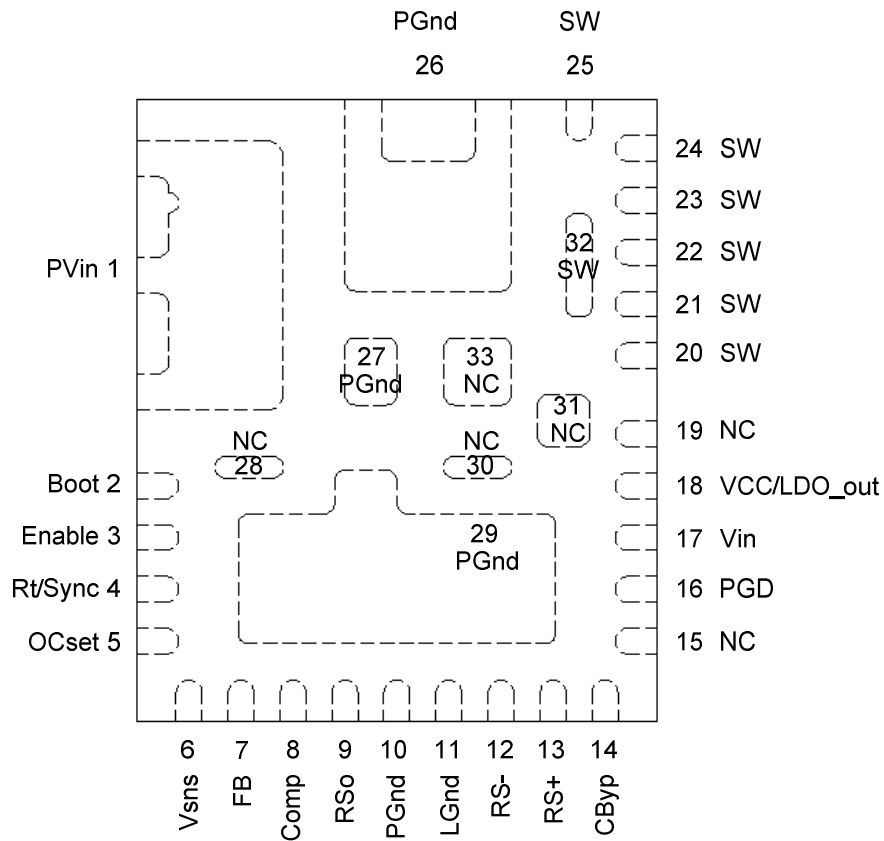 PGnd
26
SW
25
24 SW
23 SW
22 SW
21 SW
20 SW
19 NC
18 VCC/LDO_out
17 Vin
16 PGD
15 NC
PVin 1
Boot 2
Enable 3
Rt/Sync 4
OCset 5
32
SW
27
PGnd
33
NC
31
NC
NC
28
NC
30
29
PGnd
6
7
8
9
10
11
12
13
14
Vsns
FB
Comp
RSo
PGnd
LGnd
RS-
RS+
CByp